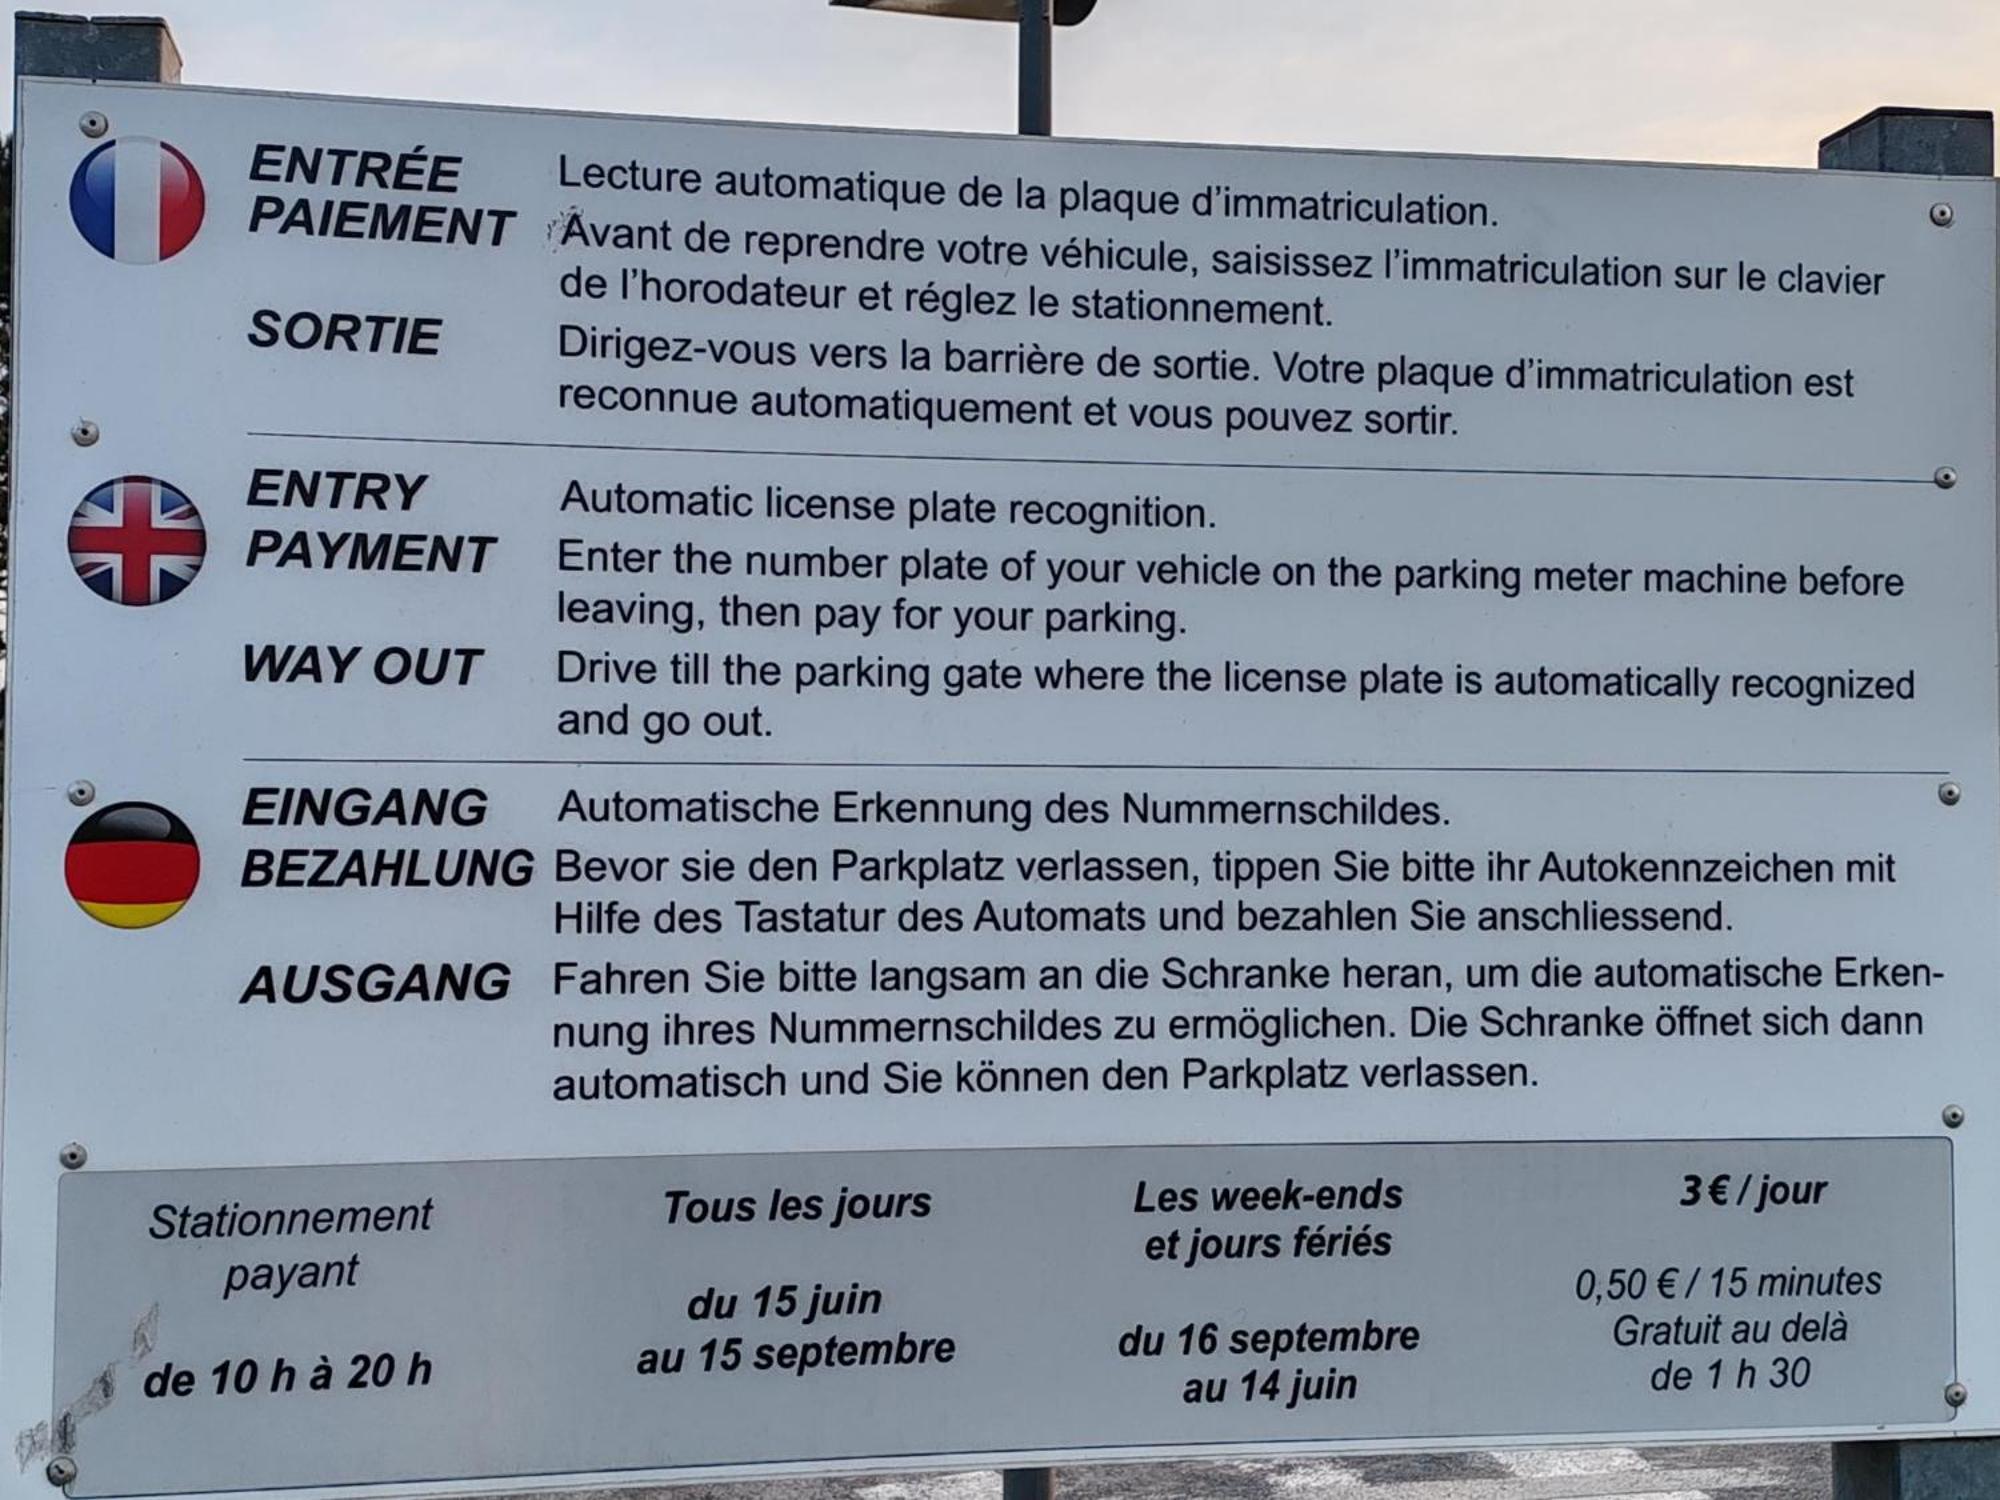 ENTRÉE Lecture automatique de la plaque d'immatriculation.
PAIEMENT Avant de reprendre votre véhicule, saisissez l'immatriculation sur le clavier
de l'horodateur et réglez le stationnement.
SORTIE Dirigez-vous vers la barrière de sortie. Votre plaque d'immatriculation est
reconnue automatiquement et vous pouvez sortir.
ENTRY Automatic license plate recognition.
PAYMENT Enter the number plate of your vehicle on the parking meter machine before
leaving, then pay for your parking.
WAY OUT Drive till the parking gate where the license plate is automatically recognized
and go out.
EINGANG Automatische Erkennung des Nummernschildes.
BEZAHLUNG Bevor sie den Parkplatz verlassen, tippen Sie bitte ihr Autokennzeichen mit
Hilfe des Tastatur des Automats und bezahlen Sie anschliessend.
AUSGANG Fahren Sie bitte langsam an die Schranke heran, um die automatische Erken-
nung ihres Nummernschildes zu ermöglichen. Die Schranke öffnet sich dann
automatisch und Sie können den Parkplatz verlassen.
Stationnement
payant
de 10 h à 20 h
Tous les jours
du 15 juin
au 15 septembre
Les week-ends
et jours fériés
du 16 septembre
au 14 juin
3 € / jour
0,50 € / 15 minutes
Gratuit au delà
de 1 h 30